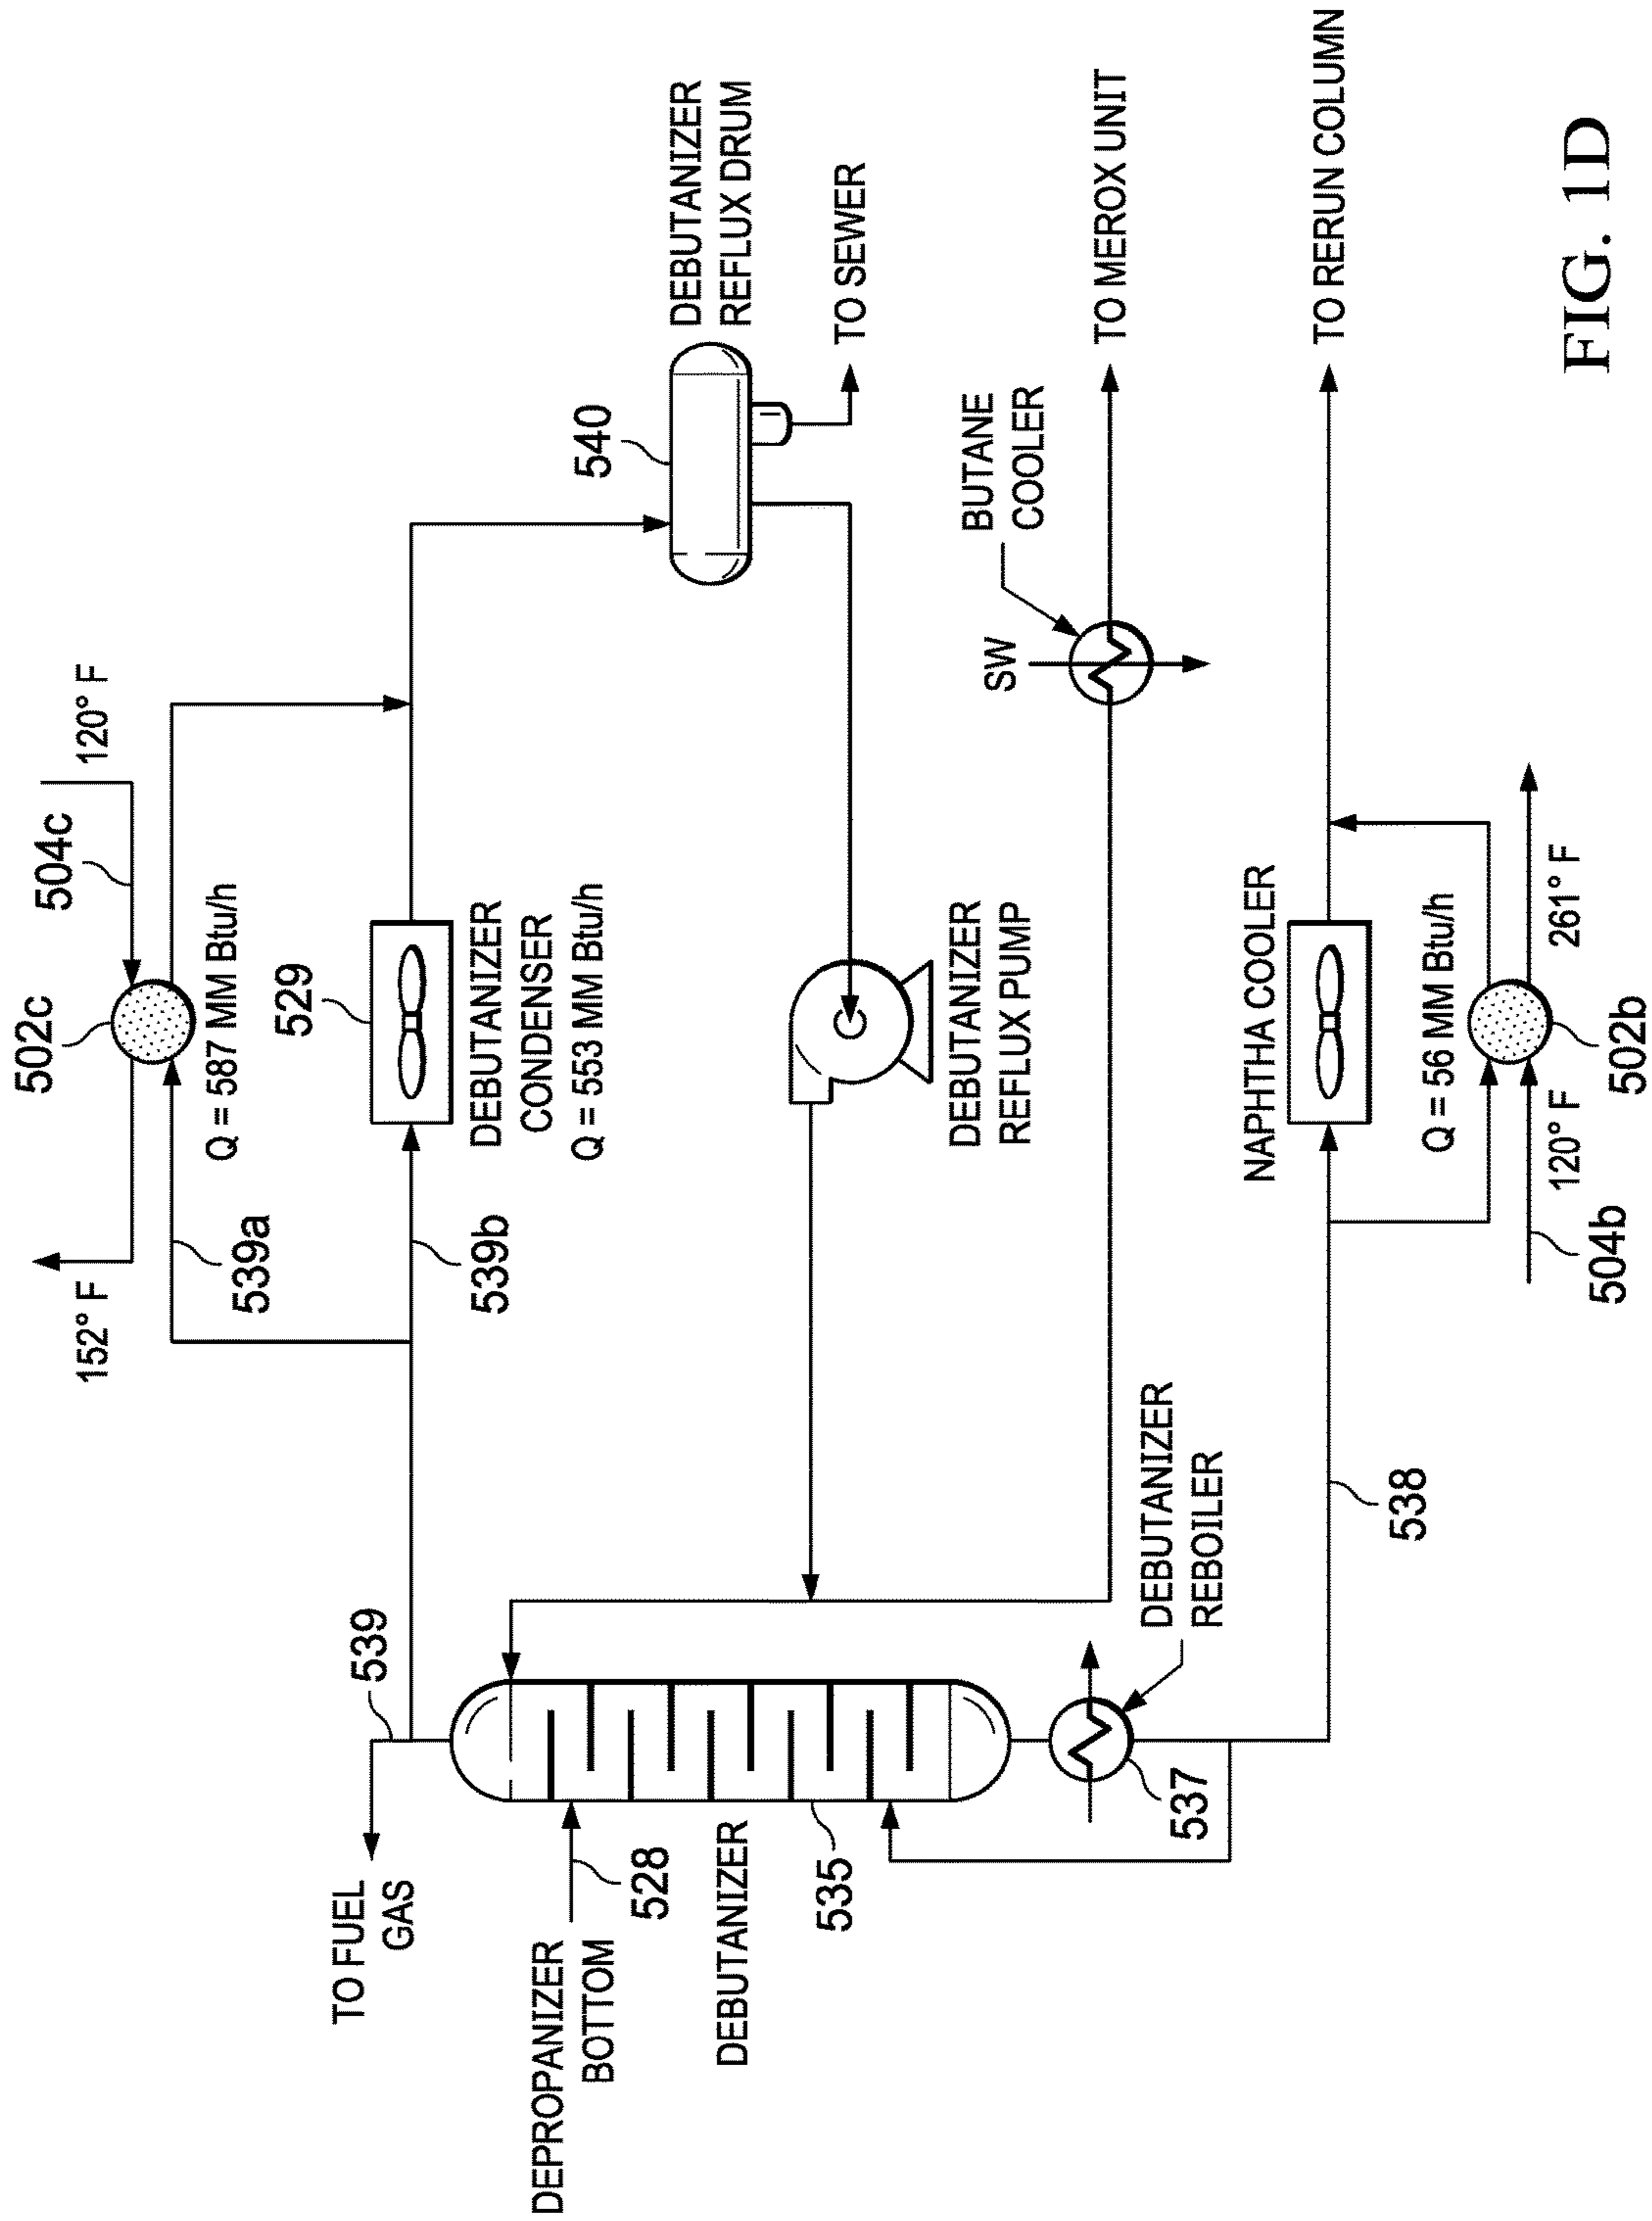 502c
504c
120° F
152° F
Q = 587 MM Btu/h
539a
529
DEBUTANIZER
CONDENSER
Q = 553 MM Btu/h
539b
539
TO FUEL
GAS
540
DEBUTANIZER
REFLUX DRUM
TO SEWER
DEPROPANIZER
BOTTOM
528
DEBUTANIZER
535
DEBUTANIZER
REFLUX PUMP
SW
BUTANE
COOLER
TO MEROX UNIT
DEBUTANIZER
REBOILER
537
538
NAPHTHA COOLER
Q = 56 MM Btu/h
TO RERUN COLUMN
120° F
261° F
504b
502b
FIG. 1D